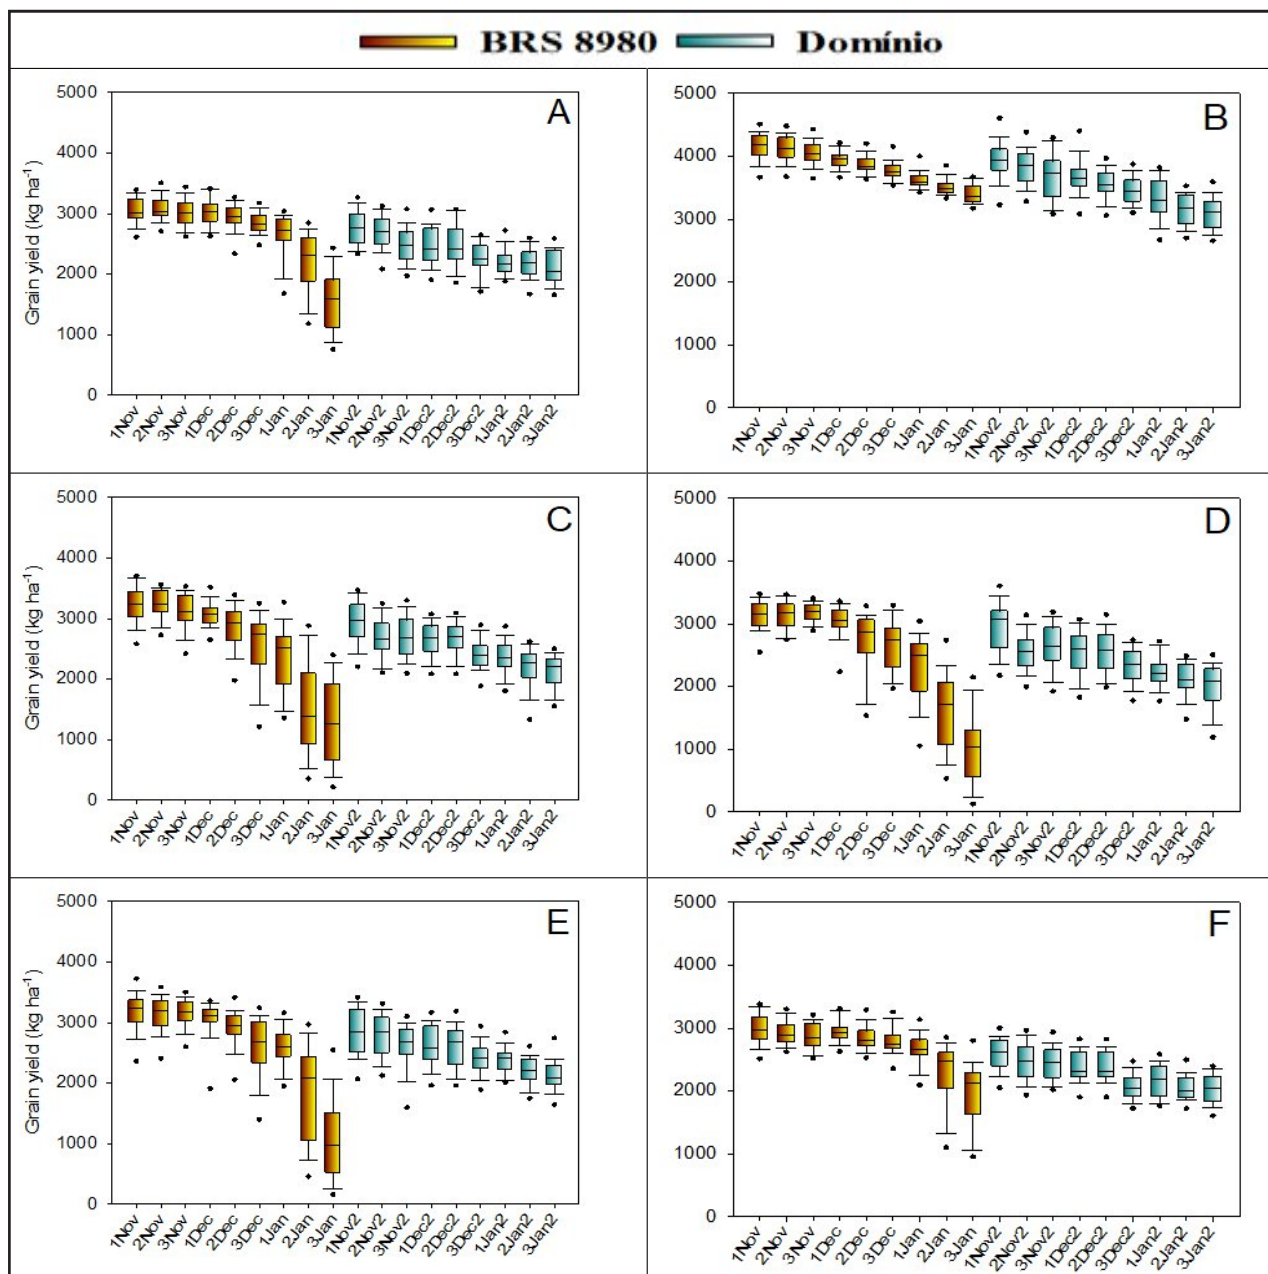 BRS 8980 Domínio
A
Grain yield (kg ha-1)
5000
4000
3000
2000
1000
0
1Nov 2Nov 3Nov 1Dec 2Dec 3Dec 1Jan 2Jan 3Jan 1Nov2 2Nov2 3Nov2 1Dec2 2Dec2 3Dec2 1Jan2 2Jan2 3Jan2
B
5000
4000
3000
2000
1000
0
1Nov 2Nov 3Nov 1Dec 2Dec 3Dec 1Jan 2Jan 3Jan 1Nov2 2Nov2 3Nov2 1Dec2 2Dec2 3Dec2 1Jan2 2Jan2 3Jan2
C
Grain yield (kg ha-1)
5000
4000
3000
2000
1000
0
1Nov 2Nov 3Nov 1Dec 2Dec 3Dec 1Jan 2Jan 3Jan 1Nov2 2Nov2 3Nov2 1Dec2 2Dec2 3Dec2 1Jan2 2Jan2 3Jan2
D
5000
4000
3000
2000
1000
0
1Nov 2Nov 3Nov 1Dec 2Dec 3Dec 1Jan 2Jan 3Jan 1Nov2 2Nov2 3Nov2 1Dec2 2Dec2 3Dec2 1Jan2 2Jan2 3Jan2
E
Grain yield (kg ha-1)
5000
4000
3000
2000
1000
0
1Nov 2Nov 3Nov 1Dec 2Dec 3Dec 1Jan 2Jan 3Jan 1Nov2 2Nov2 3Nov2 1Dec2 2Dec2 3Dec2 1Jan2 2Jan2 3Jan2
F
5000
4000
3000
2000
1000
0
1Nov 2Nov 3Nov 1Dec 2Dec 3Dec 1Jan 2Jan 3Jan 1Nov2 2Nov2 3Nov2 1Dec2 2Dec2 3Dec2 1Jan2 2Jan2 3Jan2